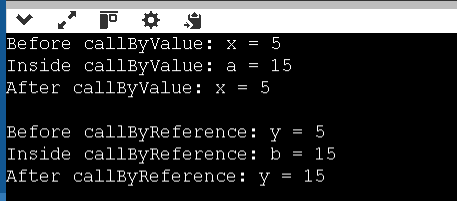 Before callByValue: x = 5
Inside callByValue: a = 15
After callByValue: x = 5

Before callByReference: y = 5
Inside callByReference: b = 15
After callByReference: y = 15